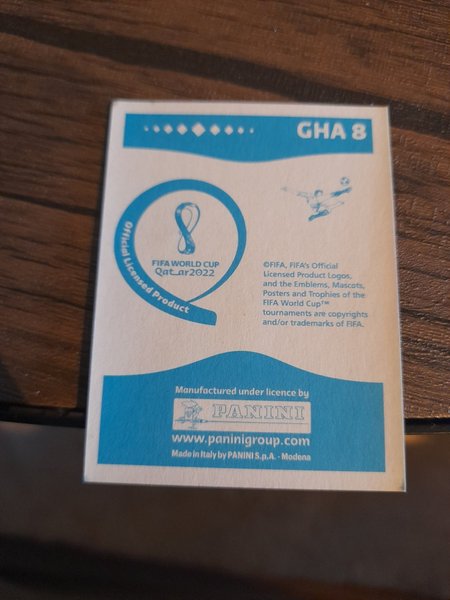 GHA 8
Official Licensed Product
FIFA WORLD CUP
Qatar2022
©FIFA, FIFA's Official
Licensed Product Logos,
and the Emblems, Mascots,
Posters and Trophies of the
FIFA World Cup™
tournaments are copyrights
and/or trademarks of FIFA.
Manufactured under licence by
PANINI
www.paninigroup.com
Made in Italy by PANINI S.p.A. - Modena